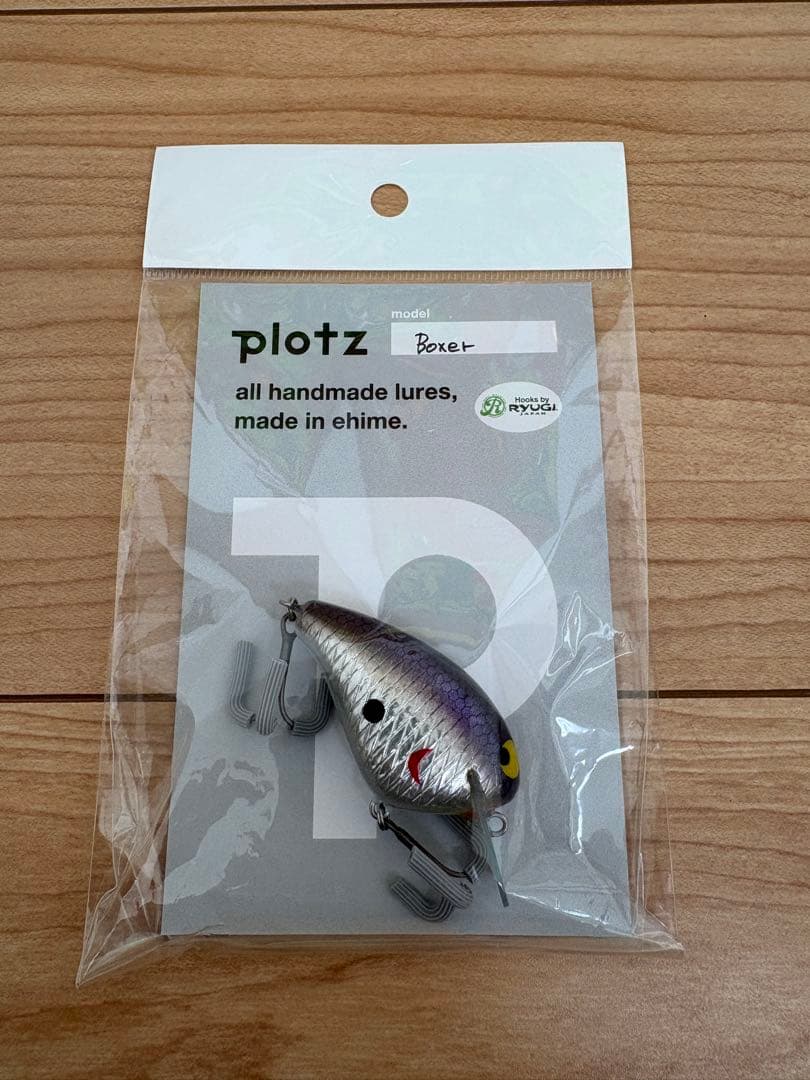 model
plotz
Boxer
all handmade lures,
made in ehime.
Hooks by
RYUGI
JAPAN